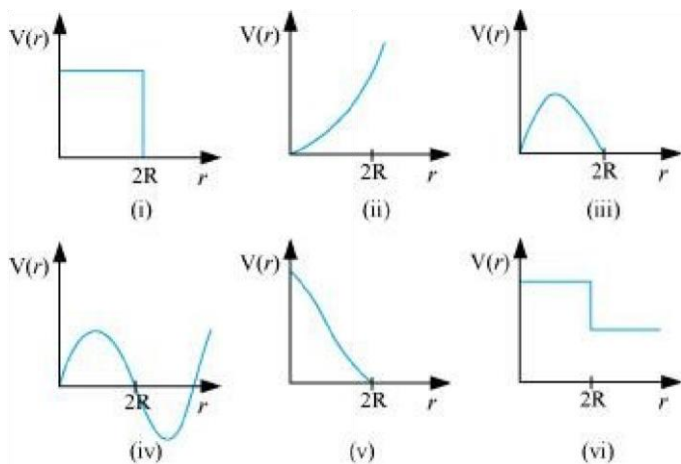 V(r) V(r) V(r)
2R r 2R r 2R r
(i) (ii) (iii)
V(r) V(r) V(r)
2R r 2R r 2R r
(iv) (v) (vi)